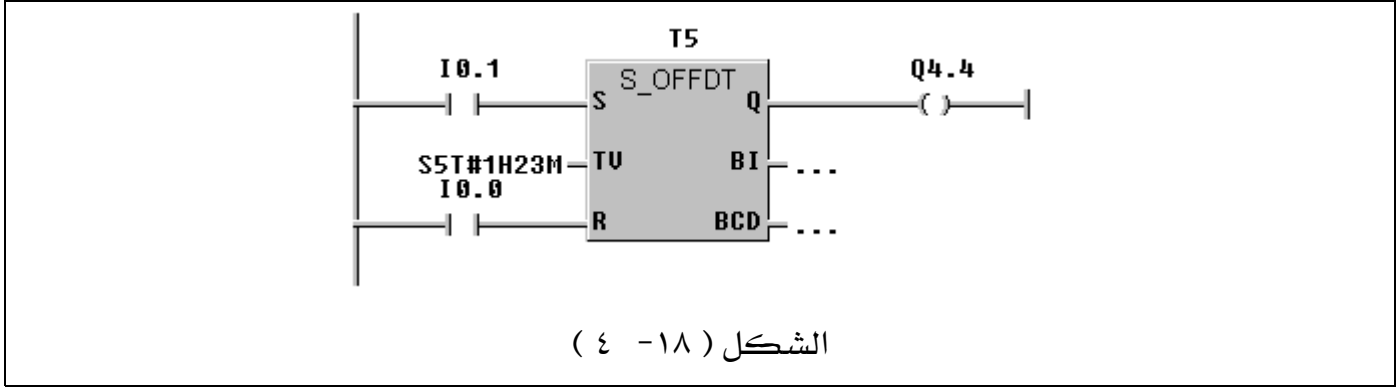 T5
I0.1
S_OFFDT
Q4.4
S
Q
S5T#1H23M
TV
BI
...
I0.0
R
BCD
...
الشكل ( ١٨- ٤ )